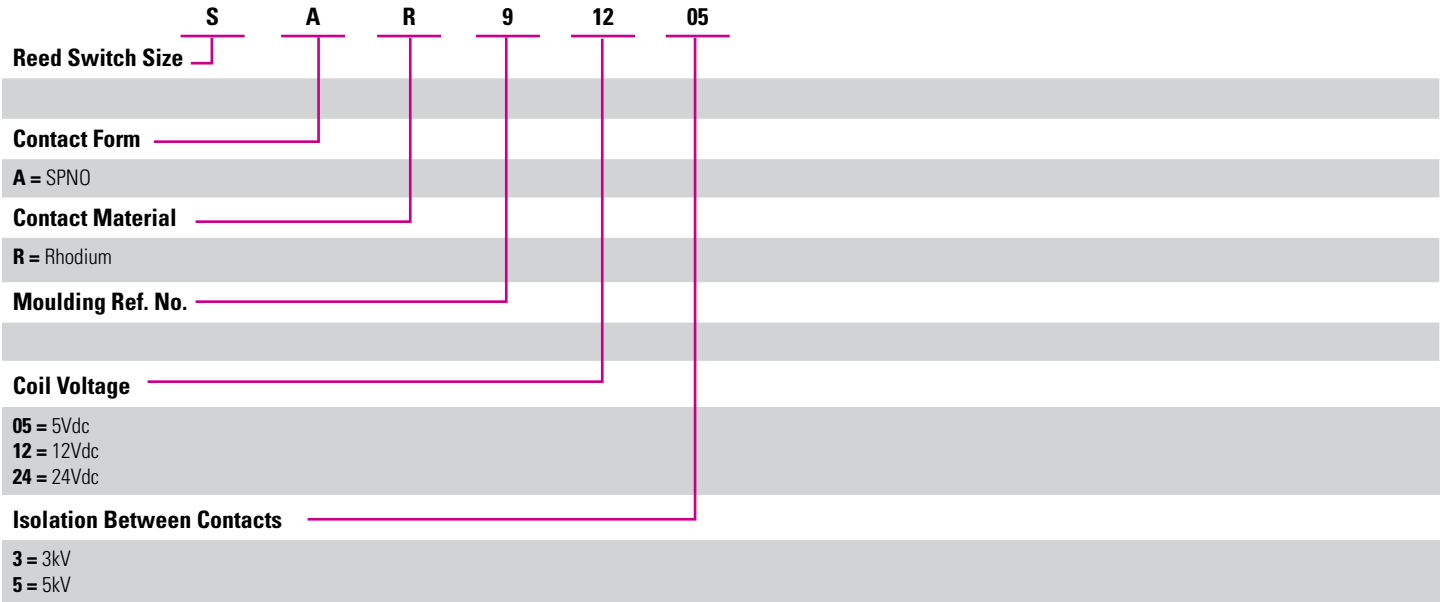 S A R 9 12 05
Reed Switch Size
Contact Form
A = SPNO
Contact Material
R = Rhodium
Moulding Ref. No.
Coil Voltage
05 = 5Vdc
12 = 12Vdc
24 = 24Vdc
Isolation Between Contacts
3 = 3kV
5 = 5kV